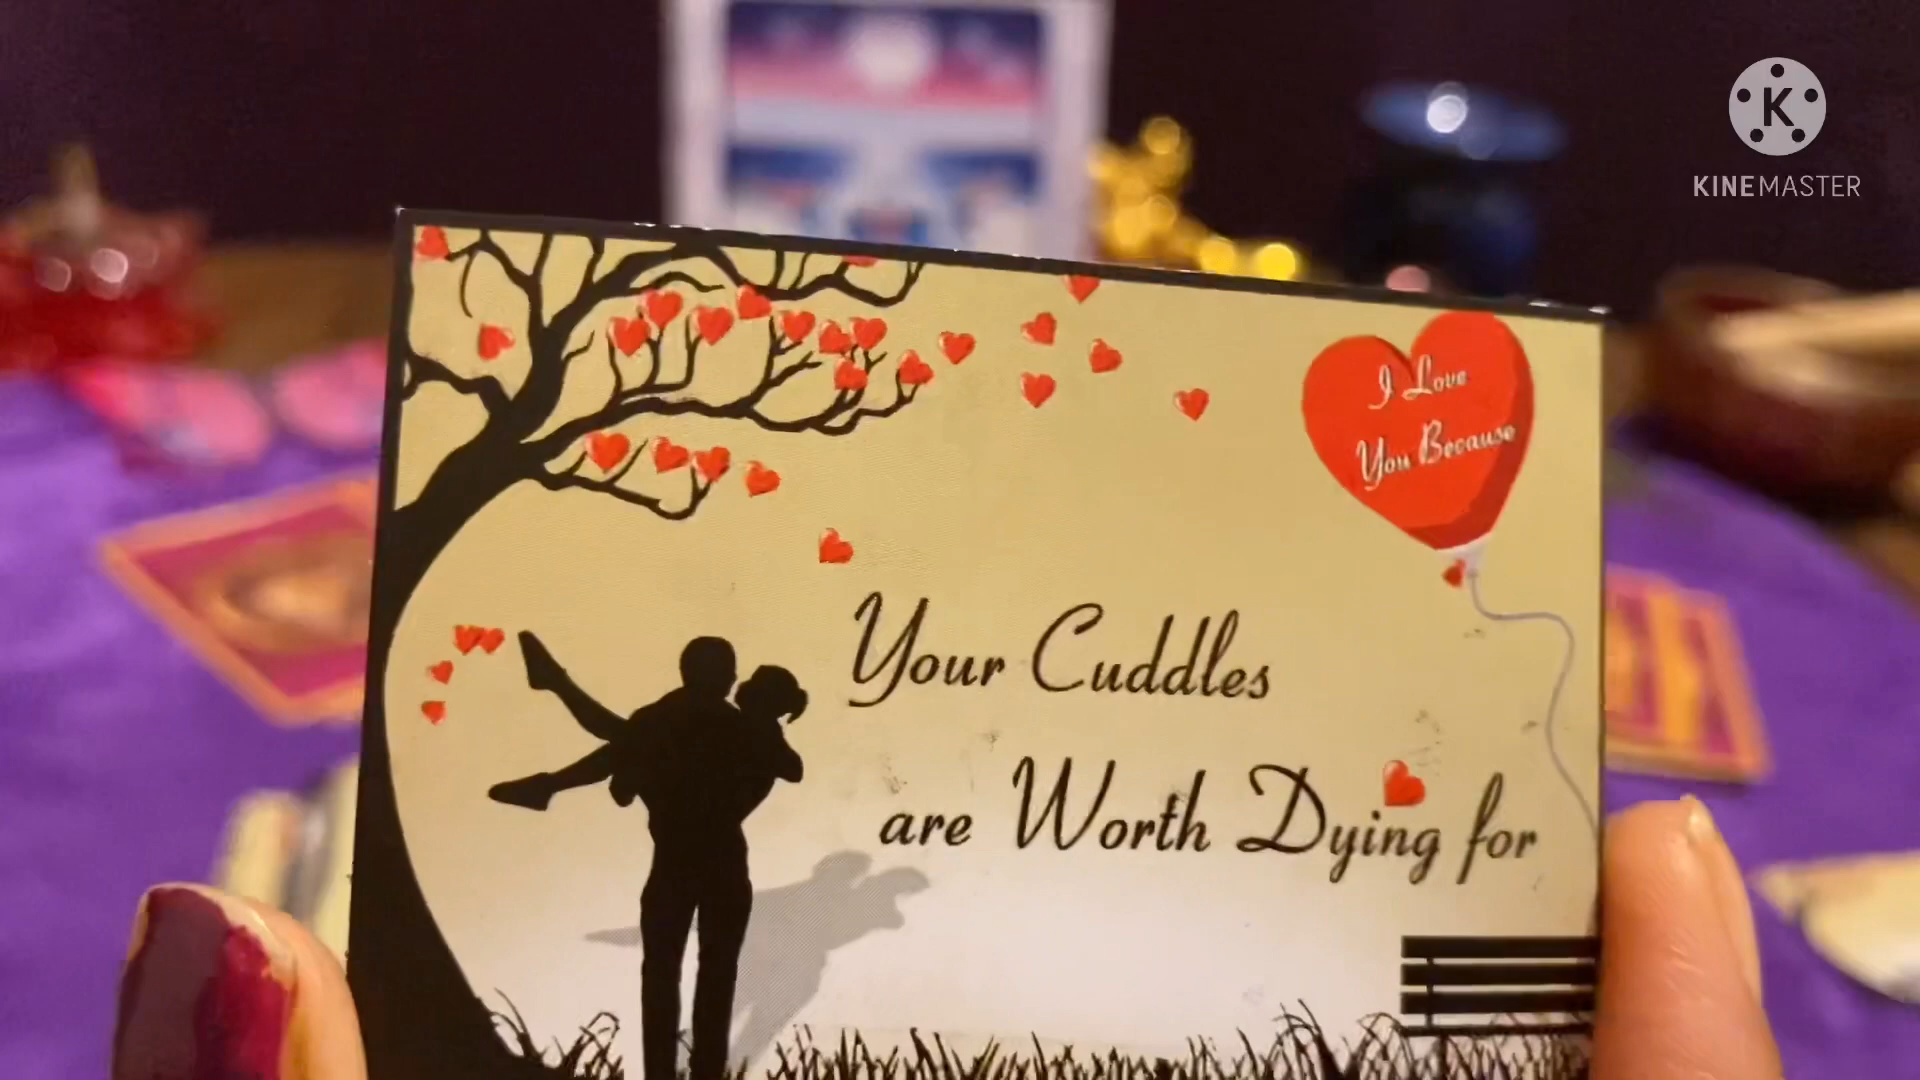 K
KINEMASTER
I Love
You Because
Your Cuddles
are Worth Dying for